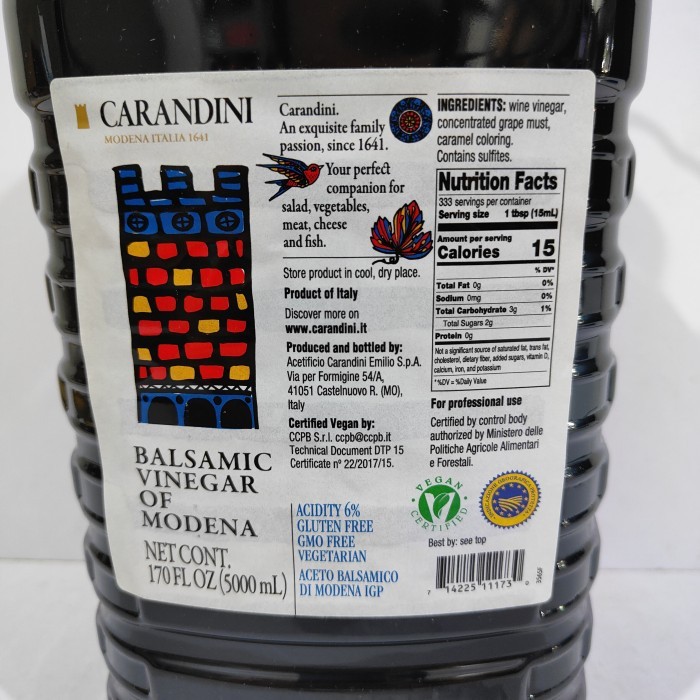 CARANDINI
MODENA ITALIA 1641
BALSAMIC
VINEGAR
OF
MODENA
NET CONT.
170 FL OZ (5000 mL)
Carandini.
An exquisite family
passion, since 1641.
Your perfect
companion for
salad, vegetables,
meat, cheese
and fish.
Store product in cool, dry place.
Product of Italy
Discover more on
www.carandini.it
Produced and bottled by:
Acetificio Carandini Emilio S.p.A.
Via per Formigine 54/A,
41051 Castelnuovo R. (MO),
Italy
Certified Vegan by:
CCPB S.r.l. ccpb@ccpb.it
Technical Document DTP 15
Certificate n° 22/2017/15.
ACIDITY 6%
GLUTEN FREE
GMO FREE
VEGETARIAN
ACETO BALSAMICO
DI MODENA IGP
INGREDIENTS: wine vinegar,
concentrated grape must,
caramel coloring.
Contains sulfites.
Nutrition Facts
333 servings per container
Serving size 1 tbsp (15mL)
Amount per serving
Calories 15
% DV*
Total Fat 0g 0%
Sodium 0mg 0%
Total Carbohydrate 3g 1%
Total Sugars 2g
Protein 0g
Not a significant source of saturated fat, trans fat,
cholesterol, dietary fiber, added sugars, vitamin D,
calcium, iron, and potassium
*%DV = %Daily Value
For professional use
Certified by control body
authorized by Ministero delle
Politiche Agricole Alimentari
e Forestali.
VEGAN
CERTIFIED
INDICAZIONE GEOGRAFICA PROTETTA
Best by: see top
14225 11173